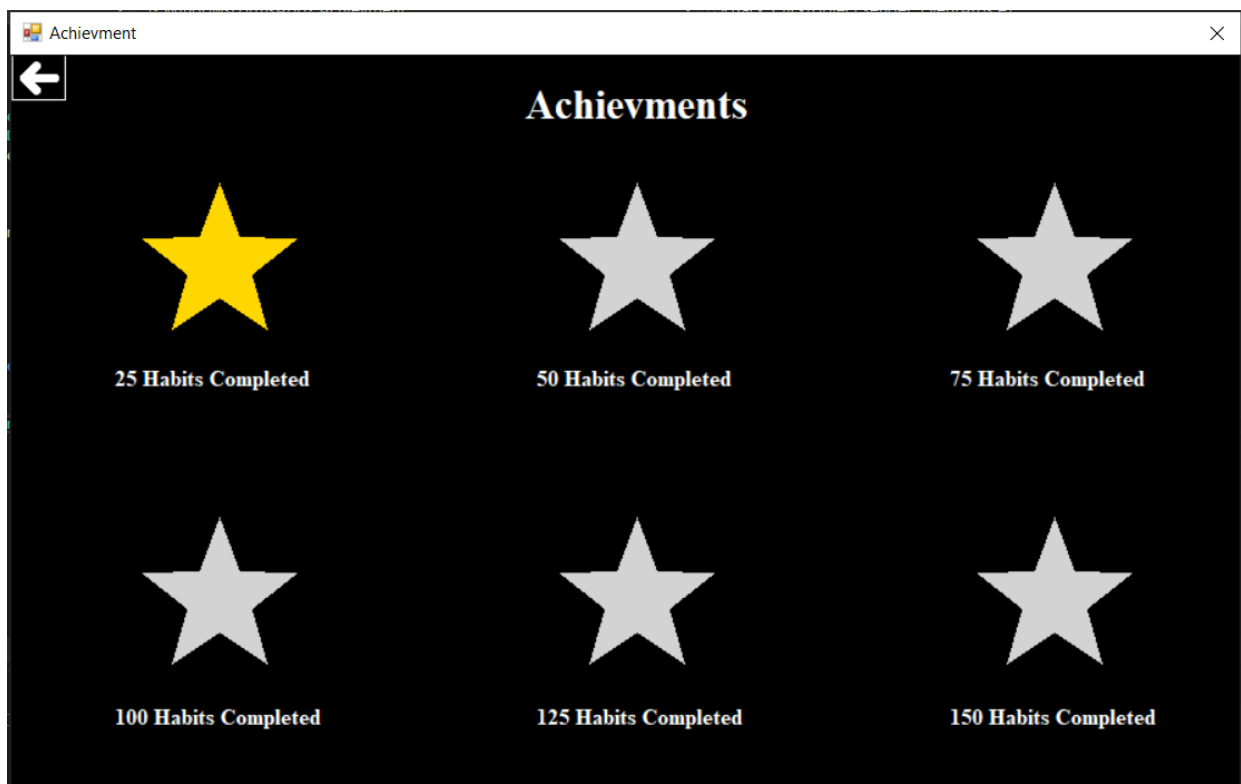 Achievment
Achievments
25 Habits Completed
50 Habits Completed
75 Habits Completed
100 Habits Completed
125 Habits Completed
150 Habits Completed